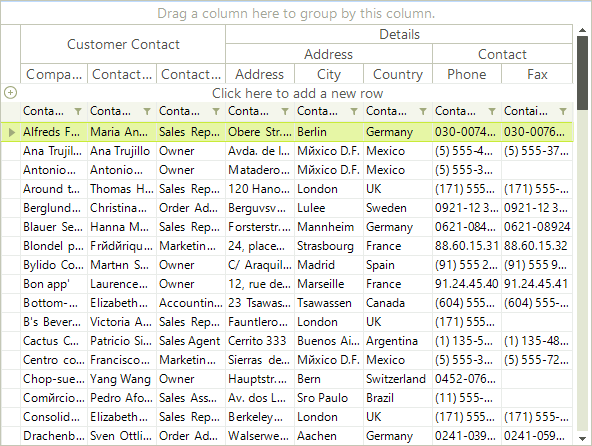 Drag a column here to group by this column.
Details
Customer Contact
Address Contact
Compa... Contact... Contact... Address City Country Phone Fax
Click here to add a new row
Conta... Conta... Conta... Conta... Conta... Conta... Conta... Contai...
Alfreds F... Maria An... Sales Rep... Obere Str.... Berlin Germany 030-0074... 030-0076...
Ana Trujil... Ana Trujillo Owner Avda. de l... Mйxico D.F. Mexico (5) 555-4... (5) 555-37...
Antonio... Antonio... Owner Matadero... Mйxico D.F. Mexico (5) 555-3...
Around t... Thomas H... Sales Rep... 120 Hano... London UK (171) 555... (171) 555-...
Berglund... Christina... Order Ad... Berguvsv... Lulee Sweden 0921-12 3... 0921-12 3...
Blauer Se... Hanna M... Sales Rep... Forsterstr.... Mannheim Germany 0621-084... 0621-08924
Blondel p... Frйdйriqu... Marketin... 24, place... Strasbourg France 88.60.15.31 88.60.15.32
Bylido Co... Martнn S... Owner C/ Araquil... Madrid Spain (91) 555 2... (91) 555 9...
Bon app' Laurence... Owner 12, rue de... Marseille France 91.24.45.40 91.24.45.41
Bottom-... Elizabeth... Accountin... 23 Tsawas... Tsawassen Canada (604) 555... (604) 555-...
B's Bever... Victoria A... Sales Rep... Fauntlero... London UK (171) 555...
Cactus C... Patricio Si... Sales Agent Cerrito 333 Buenos Ai... Argentina (1) 135-5... (1) 135-48...
Centro co... Francisco... Marketin... Sierras de... Mйxico D.F. Mexico (5) 555-3... (5) 555-72...
Chop-sue... Yang Wang Owner Hauptstr.... Bern Switzerland 0452-076...
Comйrcio... Pedro Afo... Sales Ass... Av. dos L... Sгo Paulo Brazil (11) 555-...
Consolid... Elizabeth... Sales Rep... Berkeley... London UK (171) 555... (171) 555-...
Drachenb... Sven Ottli... Order Ad... Walserwe... Aachen Germany 0241-039... 0241-059...